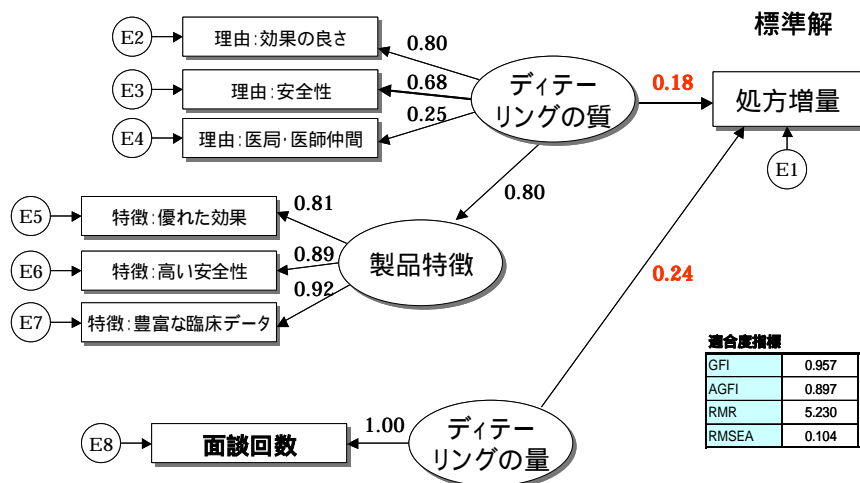 標準解
E2
理由:効果の良さ
0.80
ディテー
リングの質
0.18
処方増量
E3
理由:安全性
0.68
E4
理由:医局・医師仲間
0.25
E1
0.80
E5
特徴:優れた効果
0.81
製品特徴
E6
特徴:高い安全性
0.89
0.24
E7
特徴:豊富な臨床データ
0.92
適合度指標
GFI 0.957
AGFI 0.897
RMR 5.230
RMSEA 0.104
E8
面談回数
1.00
ディテー
リングの量